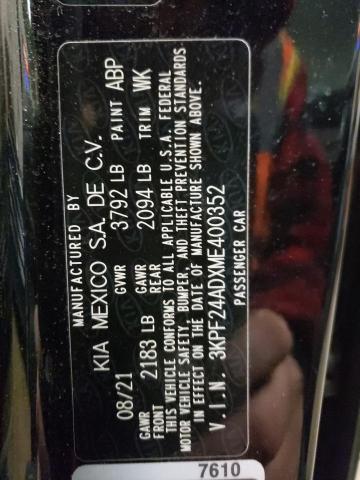 MANUFACTURED BY
KIA MEXICO S.A. DE C.V.
08/21 GVWR 3792 LB PAINT ABP
GAWR FRONT 2183 LB GAWR REAR 2094 LB TRIM WK
THIS VEHICLE CONFORMS TO ALL APPLICABLE U.S.A. FEDERAL
MOTOR VEHICLE SAFETY, BUMPER, AND THEFT PREVENTION STANDARDS
IN EFFECT ON THE DATE OF MANUFACTURE SHOWN ABOVE.
V.I.N. 3KPF24ADXME400352
PASSENGER CAR
7610